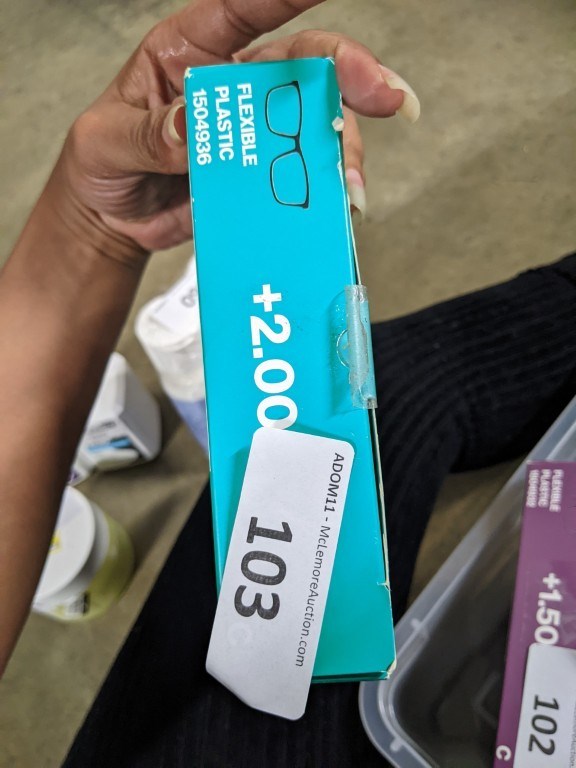 FLEXIBLE
PLASTIC
1504936
+2.00
ADOM11 - McLemoreAuction.com
103
C
FLEXIBLE
PLASTIC
+1.50
102
C